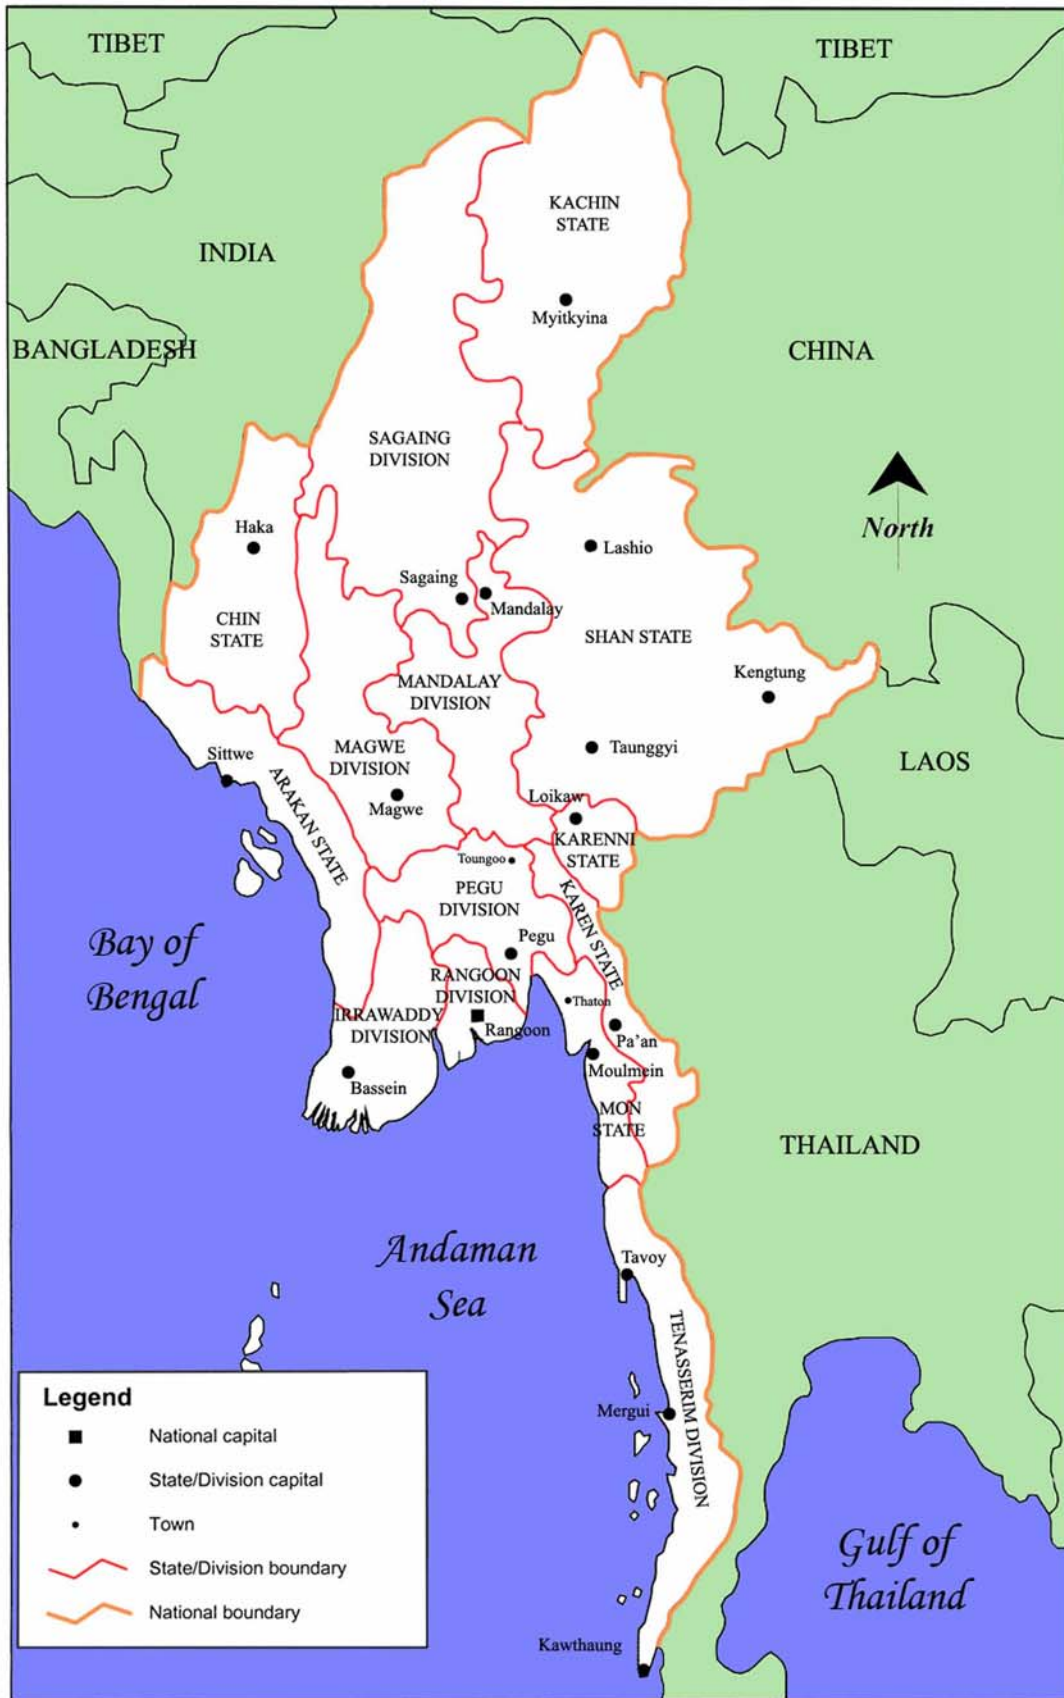 TIBET
TIBET
KACHIN
STATE
INDIA
Myitkyina
BANGLADESH
CHINA
SAGAING
DIVISION
Haka
North
Lashio
Sagaing
Mandalay
CHIN
STATE
SHAN STATE
Kengtung
MANDALAY
DIVISION
Sittwe
MAGWE
DIVISION
Taunggyi
LAOS
ARAKAN STATE
Magwe
Loikaw
KARENNI
STATE
Toungoo
PEGU
DIVISION
KAREN STATE
Bay of
Bengal
Pegu
RANGOON
DIVISION
Thaton
IRRAWADDY
DIVISION
Rangoon
Pa'an
Moulmein
Bassein
MON
STATE
THAILAND
Andaman
Sea
Tavoy
TENASSERIM DIVISION
Mergui
Legend
National capital
State/Division capital
Town
State/Division boundary
National boundary
Gulf of
Thailand
Kawthaung